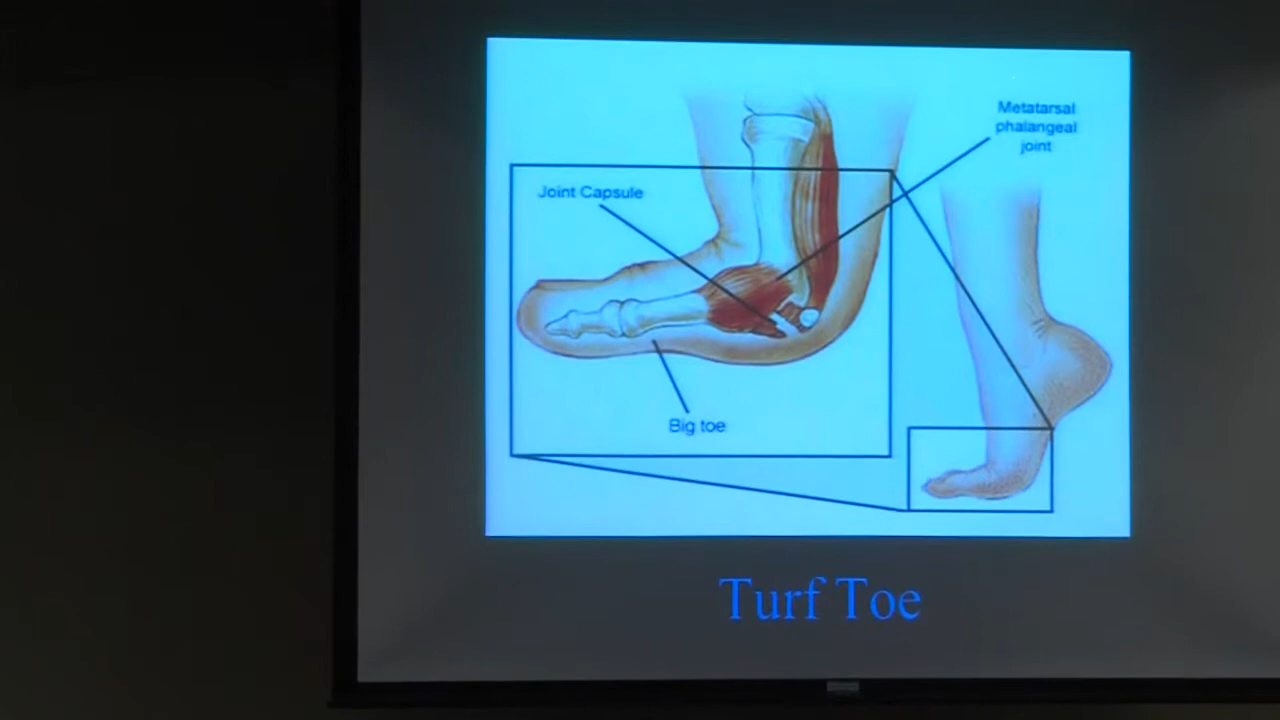 Metatarsal
phalangeal
joint
Joint Capsule
Big toe
Turf Toe